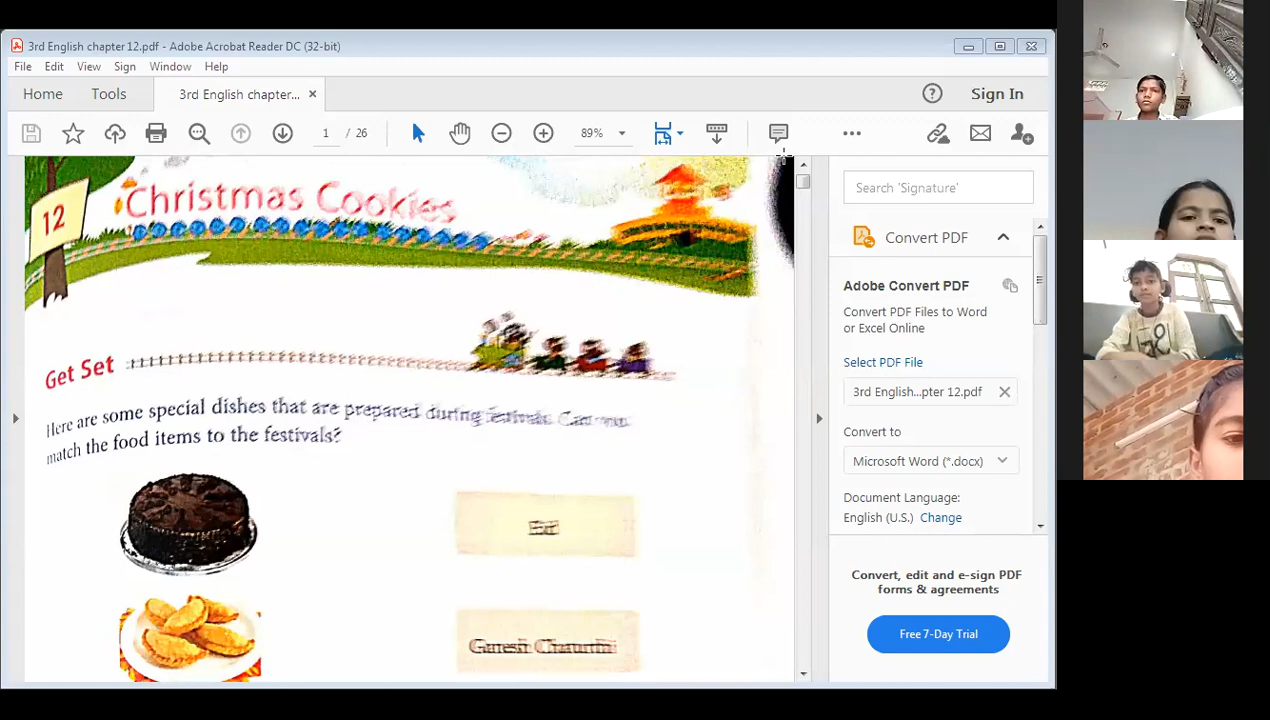 3rd English chapter 12.pdf - Adobe Acrobat Reader DC (32-bit)
File Edit View Sign Window Help
Home Tools 3rd English chapter... × Sign In
1 / 26 89%
12
Christmas Cookies
Get Set
Here are some special dishes that are prepared during festivals. Can you
match the food items to the festivals?
Ganesh Chaturthi
Search 'Signature'
Convert PDF
Adobe Convert PDF
Convert PDF Files to Word
or Excel Online
Select PDF File
3rd English...pter 12.pdf
Convert to
Microsoft Word (*.docx)
Document Language:
English (U.S.) Change
Convert, edit and e-sign PDF
forms & agreements
Free 7-Day Trial